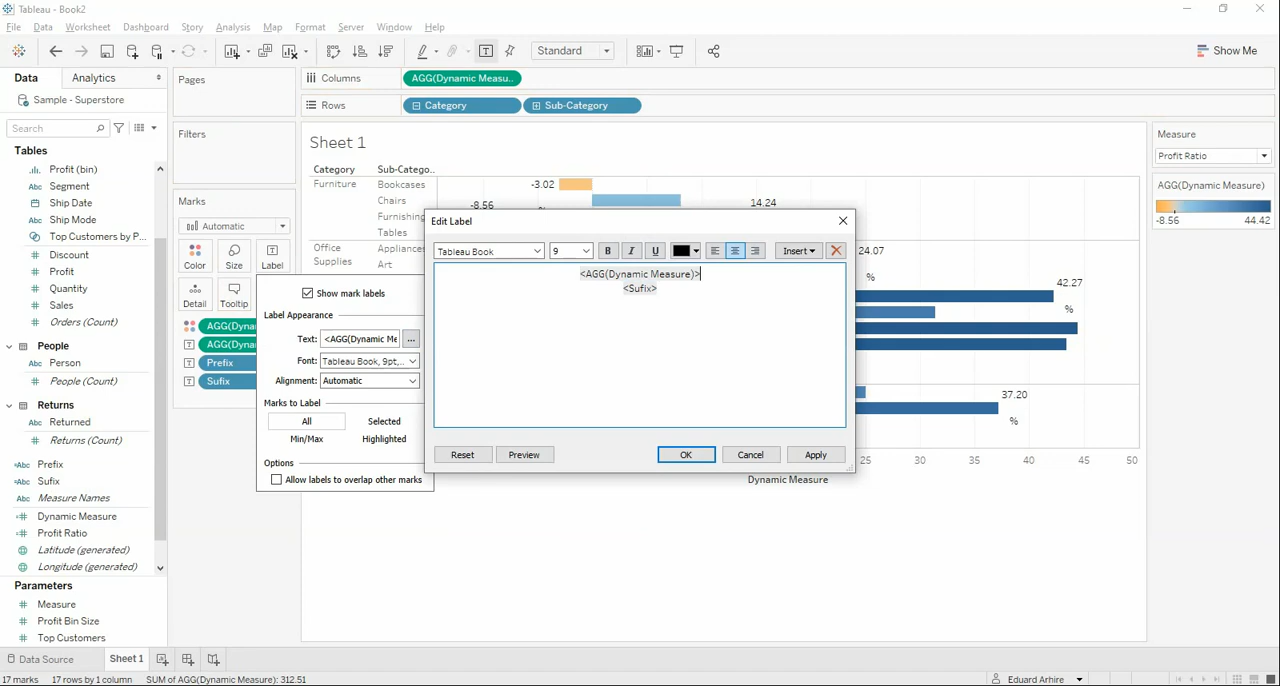 Tableau - Book2
File Data Worksheet Dashboard Story Analysis Map Format Server Window Help
Standard
Show Me
Data Analytics
Pages
Columns
AGG(Dynamic Measu..
Sample - Superstore
Rows
Category
Sub-Category
Search
Filters
Sheet 1
Measure
Profit Ratio
Tables
Category
Sub-Catego..
Profit (bin)
Segment
Ship Date
Ship Mode
Top Customers by P...
Discount
Profit
Quantity
Sales
Orders (Count)
People
Person
People (Count)
Returns
Returned
Returns (Count)
Prefix
Sufix
Measure Names
Dynamic Measure
Profit Ratio
Latitude (generated)
Longitude (generated)
Parameters
Measure
Profit Bin Size
Top Customers
Marks
Automatic
Color Size Label
Detail Tooltip
AGG(Dyna
AGG(Dyna
Prefix
Sufix
Furniture
Bookcases
Chairs
Furnishing
Tables
Office
Supplies
Appliance
Art
-3.02
%
-8.56
14.24
24.07
%
42.27
%
37.20
%
25 30 35 40 45 50
Dynamic Measure
AGG(Dynamic Measure)
-8.56 44.42
Show mark labels
Label Appearance
Text: <AGG(Dynamic Me ...
Font: Tableau Book, 9pt,...
Alignment: Automatic
Marks to Label
All Selected
Min/Max Highlighted
Options
Allow labels to overlap other marks
Edit Label
Tableau Book 9 B I U Insert
<AGG(Dynamic Measure)>
<Sufix>
Reset Preview OK Cancel Apply
Data Source Sheet 1
17 marks 17 rows by 1 column SUM of AGG(Dynamic Measure): 312.51
Eduard Arhire